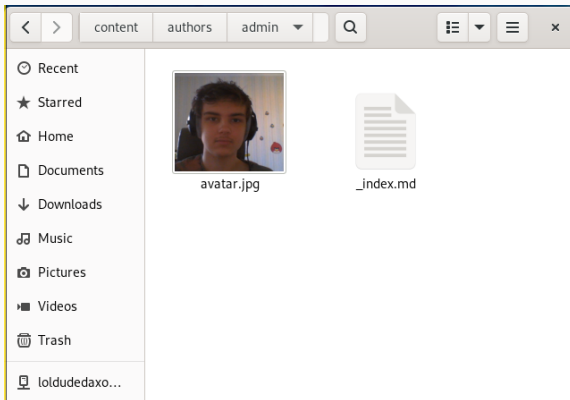 content authors admin
Recent
Starred
Home
Documents
Downloads
Music
Pictures
Videos
Trash
loldudedaxo...
avatar.jpg
_index.md